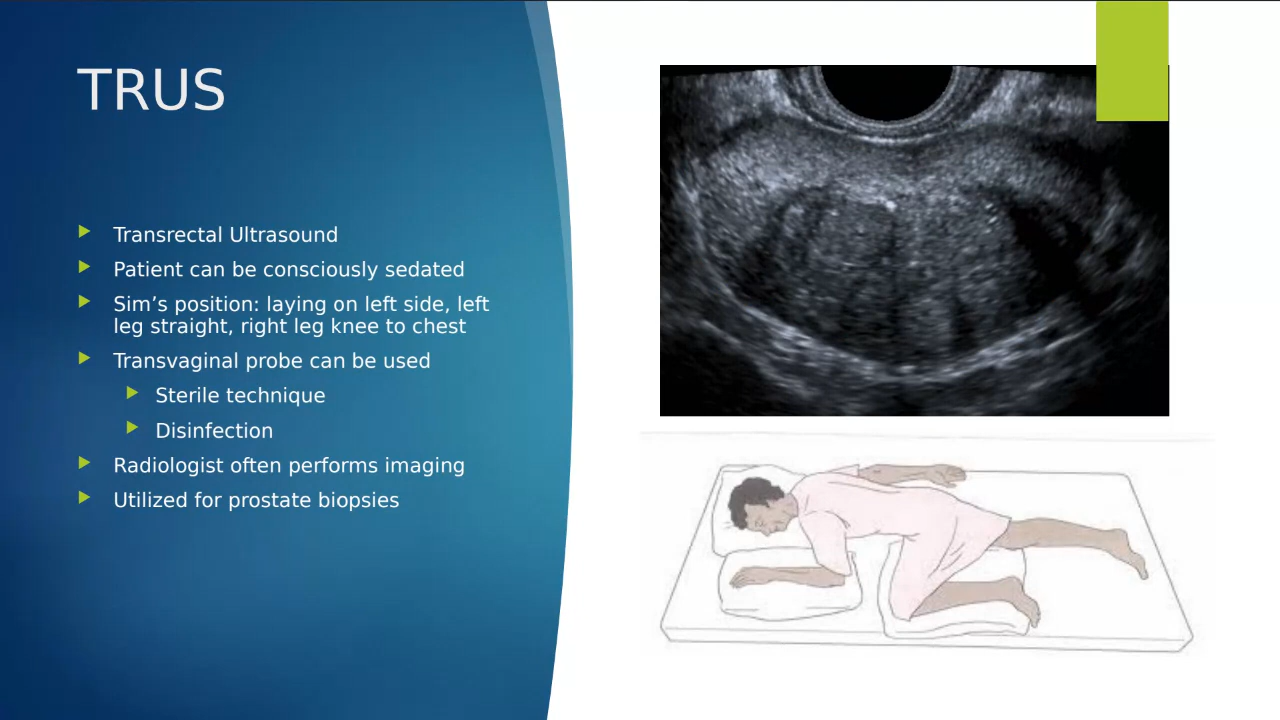 TRUS
Transrectal Ultrasound
Patient can be consciously sedated
Sim’s position: laying on left side, left
leg straight, right leg knee to chest
Transvaginal probe can be used
Sterile technique
Disinfection
Radiologist often performs imaging
Utilized for prostate biopsies